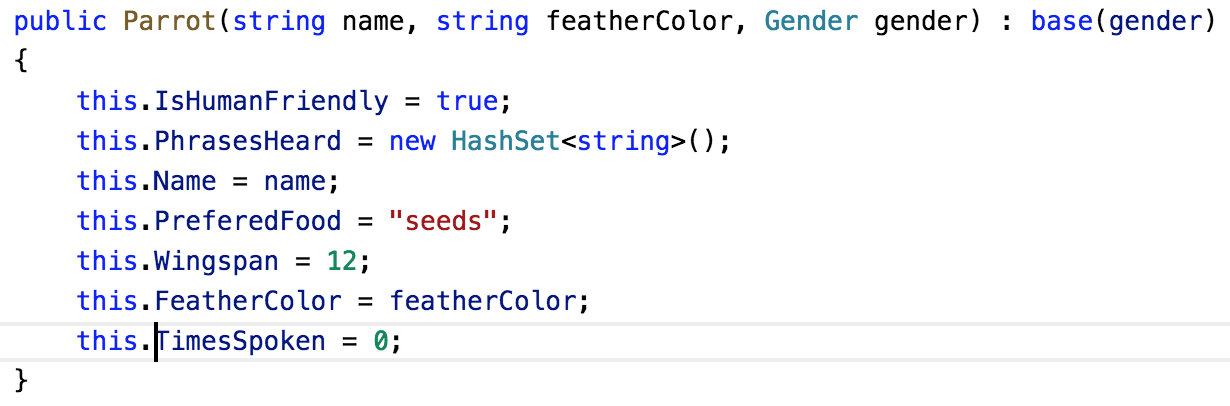 public Parrot(string name, string featherColor, Gender gender) : base(gender)
{
    this.IsHumanFriendly = true;
    this.PhrasesHeard = new HashSet<string>();
    this.Name = name;
    this.PreferedFood = "seeds";
    this.Wingspan = 12;
    this.FeatherColor = featherColor;
    this.TimesSpoken = 0;
}